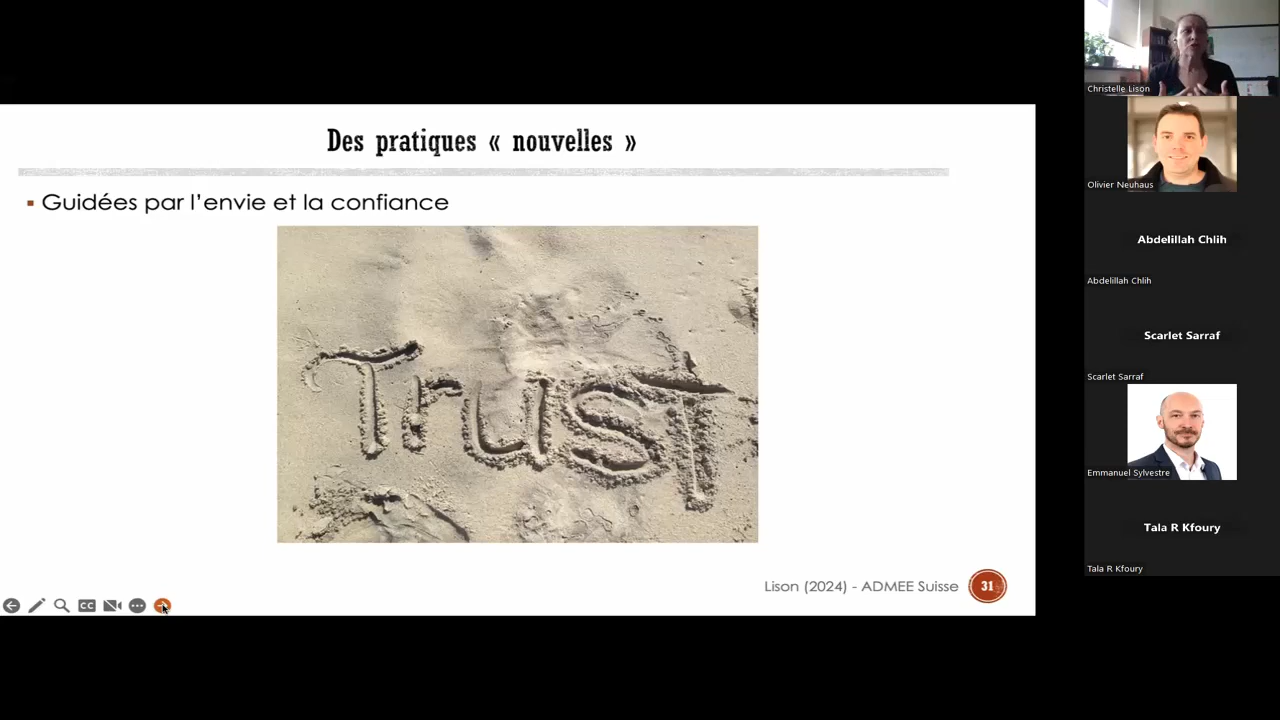 Des pratiques « nouvelles »
▪ Guidées par l'envie et la confiance
Trust
Lison (2024) - ADMEE Suisse
31
CC
Christelle Lison
Olivier Neuhaus
Abdelillah Chlih
Abdelillah Chlih
Scarlet Sarraf
Scarlet Sarraf
Emmanuel Sylvestre
Tala R Kfoury
Tala R Kfoury